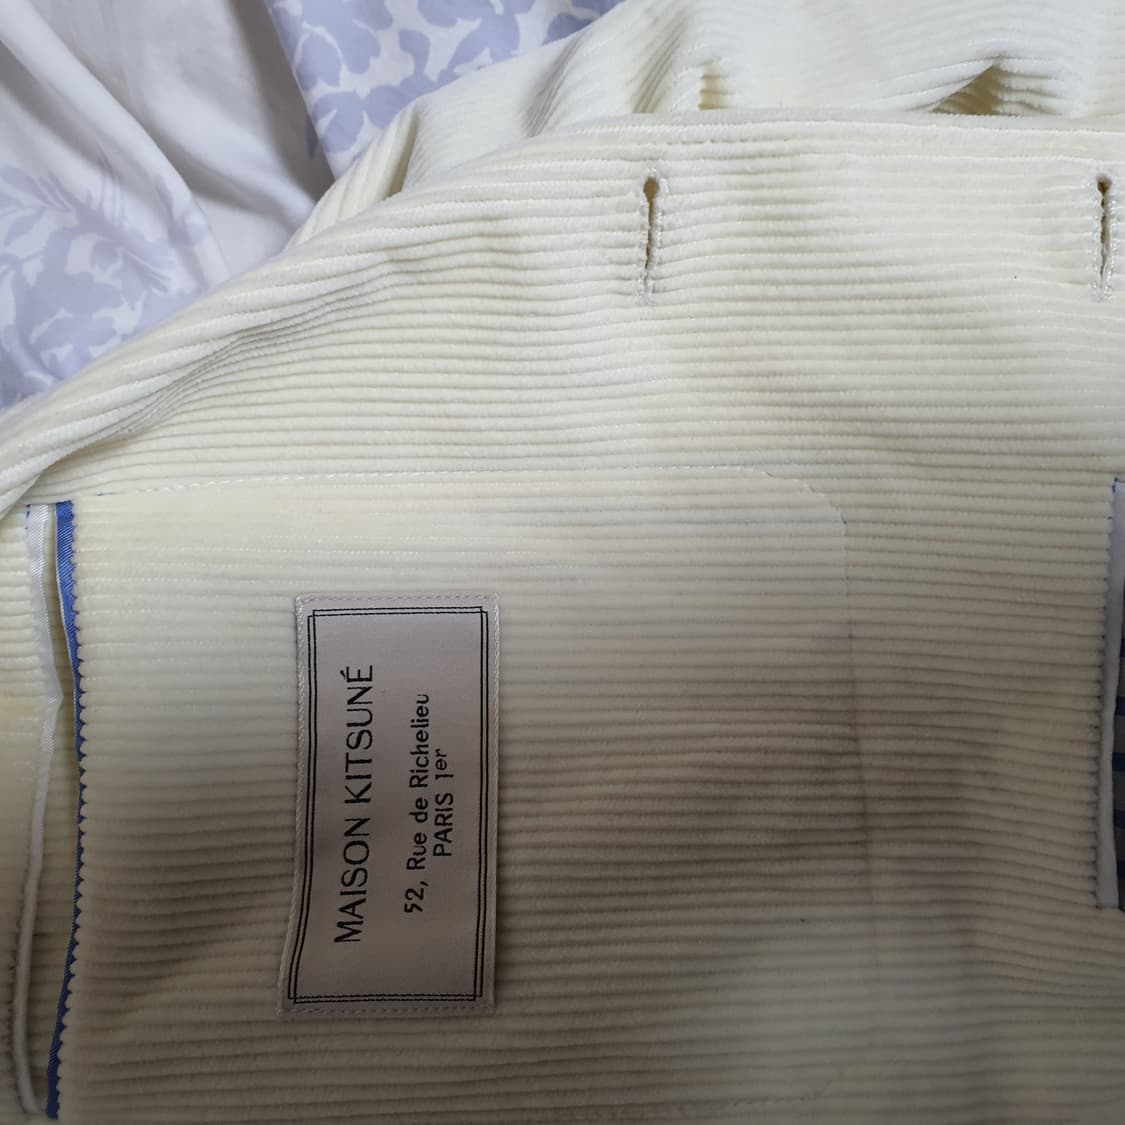 MAISON KITSUNÉ
52, Rue de Richelieu
PARIS 1er